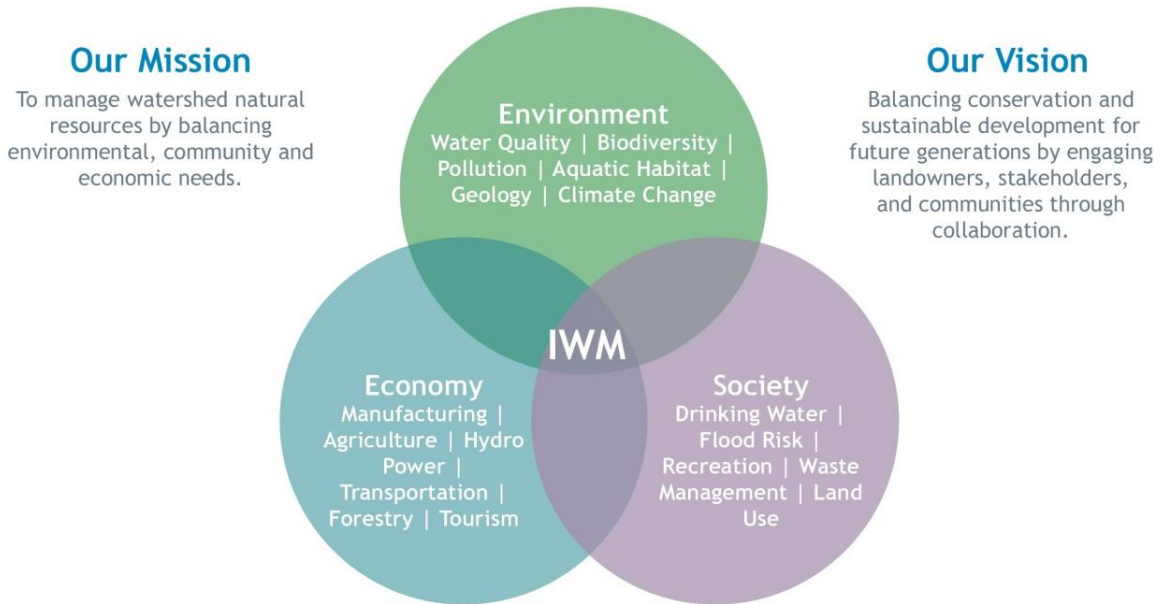 Our Mission
To manage watershed natural
resources by balancing
environmental, community and
economic needs.
Environment
Water Quality | Biodiversity |
Pollution | Aquatic Habitat |
Geology | Climate Change
Our Vision
Balancing conservation and
sustainable development for
future generations by engaging
landowners, stakeholders,
and communities through
collaboration.
IWM
Economy
Manufacturing |
Agriculture | Hydro
Power |
Transportation |
Forestry | Tourism
Society
Drinking Water |
Flood Risk |
Recreation | Waste
Management | Land
Use